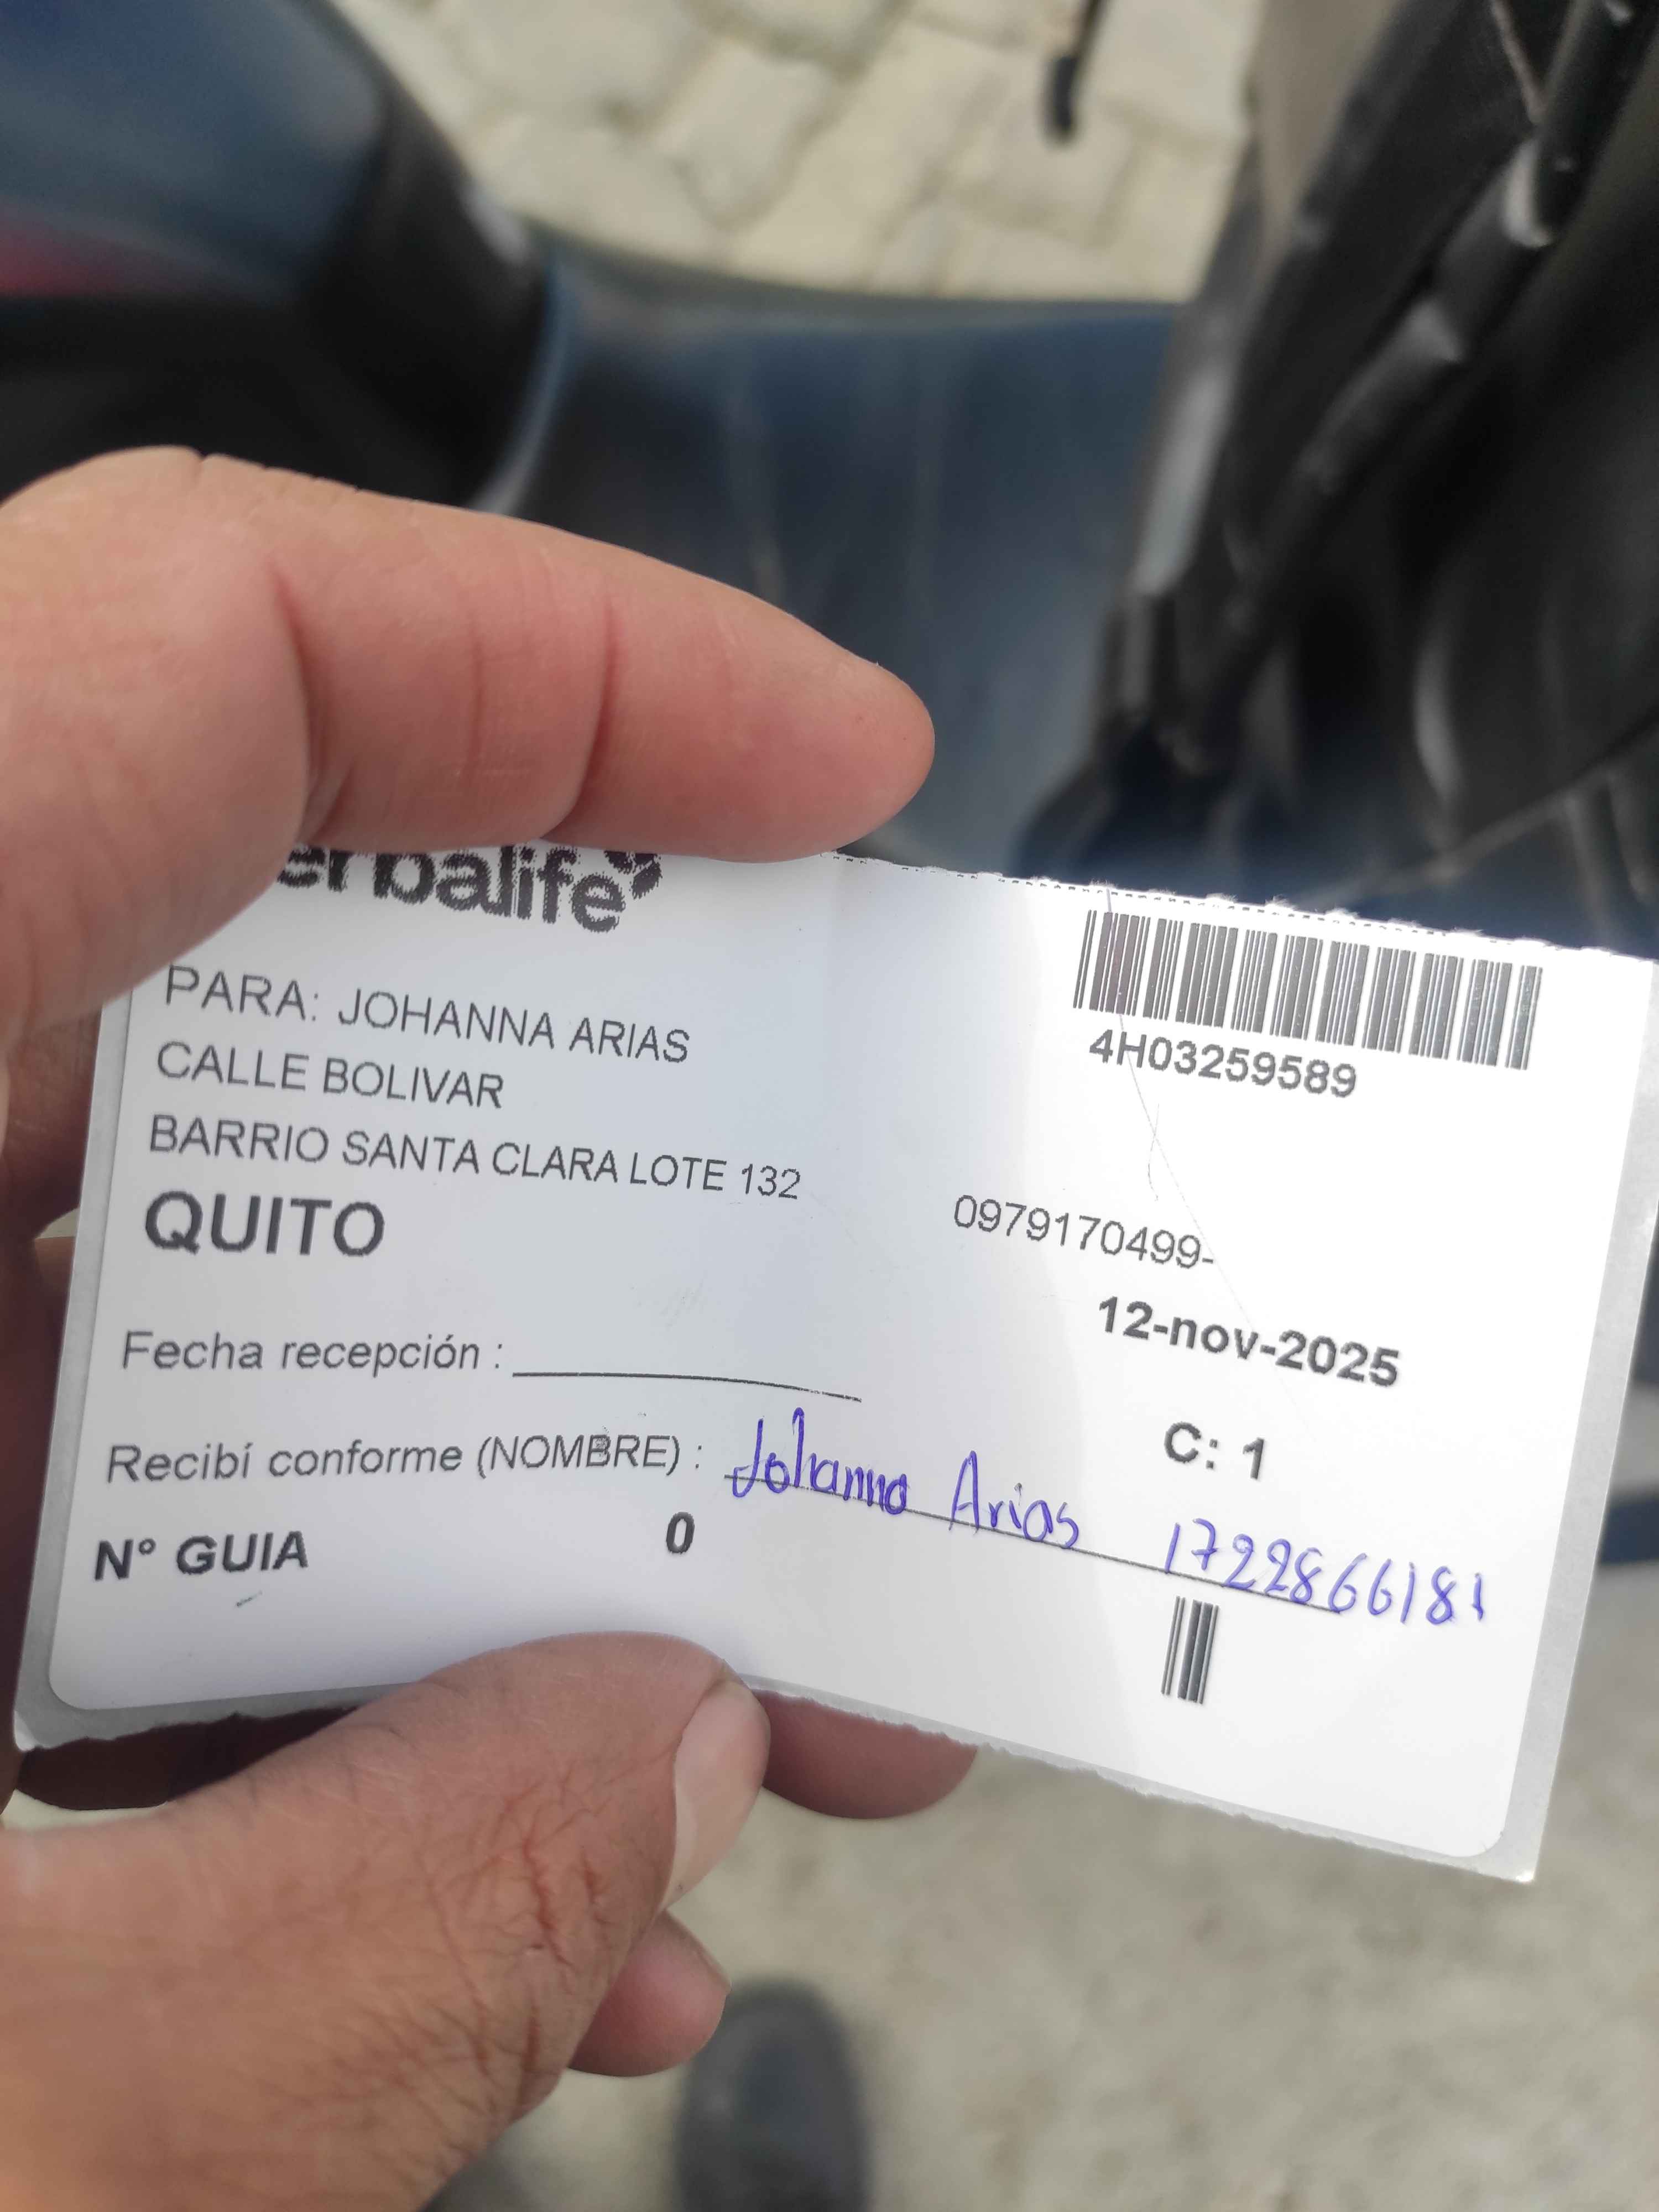 erbalife
PARA: JOHANNA ARIAS
CALLE BOLIVAR
BARRIO SANTA CLARA LOTE 132
QUITO
4H03259589
0979170499-
12-nov-2025
Fecha recepción :
C: 1
Recibí conforme (NOMBRE) : Johanna Arias 1722866181
N° GUIA 0